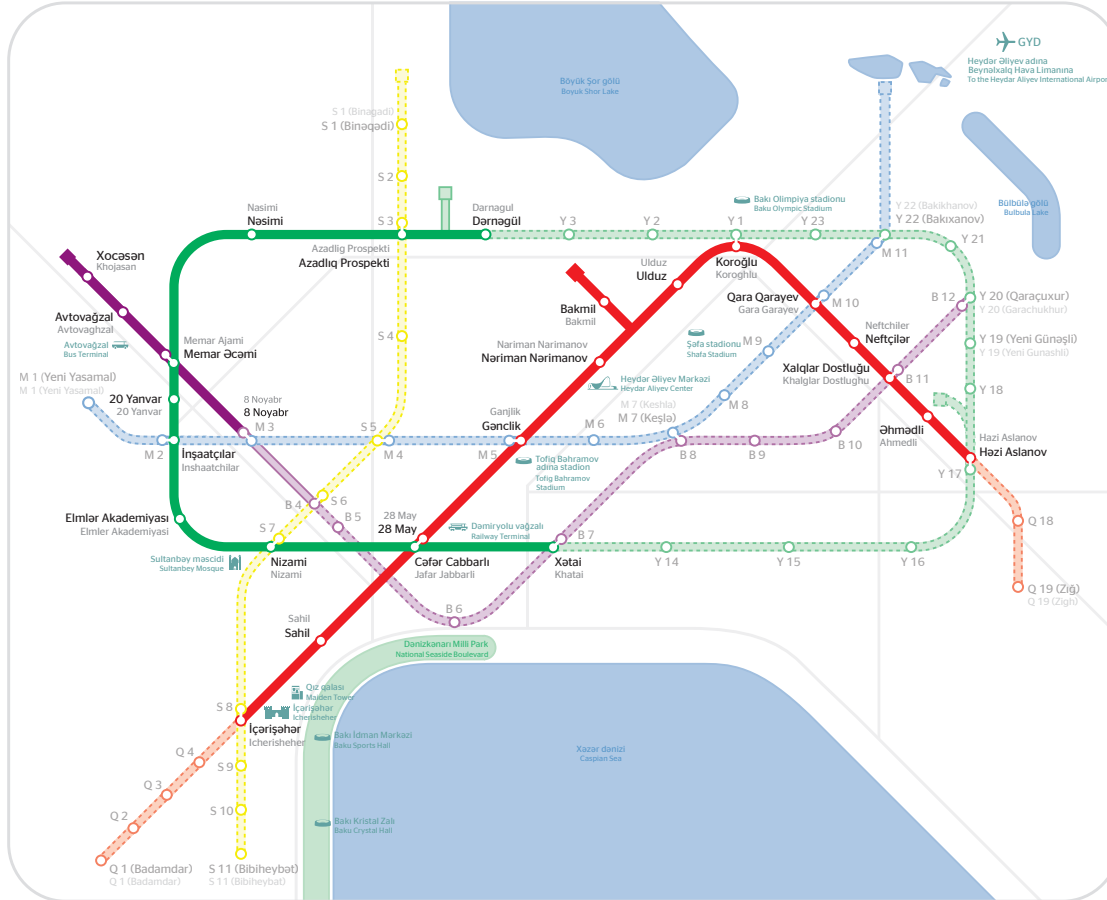 GYD
Heydər Əliyev adına
Beynəlxalq Hava Limanına
To the Heydar Aliyev International Airpor
Böyük Şor gölü
Boyuk Shor Lake
S 1 (Binagadi)
S 1 (Binəqədi)
S 2
S 3
Bülbülə gölü
Bulbula Lake
Nasimi
Nəsimi
Darnagul
Dərnəgül
Azadlig Prospekti
Azadlıq Prospekti
Y 3
Y 2
Y 1
Bakı Olimpiya stadionu
Baku Olympic Stadium
Y 23
Y 22 (Bakikhanov)
Y 22 (Bakıxanov)
Y 21
M 11
Xocəsən
Khojasan
Ulduz
Ulduz
Koroğlu
Koroghlu
Bakmil
Bakmil
Qara Qarayev
Gara Garayev
M 10
B 12
Y 20 (Qaraçuxur)
Y 20 (Garachukhur)
Avtovağzal
Avtovaghzal
Avtovağzal
Bus Terminal
Memar Ajami
Memar Əcəmi
S 4
Nariman Narimanov
Nəriman Nərimanov
Şəfa stadionu
Shafa Stadium
M 9
Neftchiler
Neftçilər
Y 19 (Yeni Günəşli)
Y 19 (Yeni Gunashli)
M 1 (Yeni Yasamal)
M 1 (Yeni Yasamal)
20 Yanvar
20 Yanvar
8 Noyabr
8 Noyabr
Heydər Əliyev Mərkəzi
Heydar Aliyev Center
Xalqlar Dostluğu
Khalglar Dostlughu
B 11
Y 18
M 2
İnşaatçılar
Inshaatchilar
M 3
S 5
M 4
Ganjlik
Gənclik
M 5
M 6
M 7 (Keshla)
M 7 (Keşlə)
M 8
B 8
B 9
B 10
Əhmədli
Ahmedli
Hazi Aslanov
Həzi Aslanov
Y 17
Tofiq Bəhramov
adına stadion
Tofig Bahramov
Stadium
B 4
S 6
B 5
Elmlər Akademiyası
Elmler Akademiyasi
S 7
28 May
28 May
Dəmiryolu vağzalı
Railway Terminal
B 7
Q 18
Sultanbəy məscidi
Sultanbey Mosque
Nizami
Nizami
Cəfər Cabbarlı
Jafar Jabbarli
Xətai
Khatai
Y 14
Y 15
Y 16
Q 19 (Zığ)
Q 19 (Zigh)
B 6
Sahil
Sahil
Dənizkənarı Milli Park
National Seaside Boulevard
Qız qalası
Maiden Tower
İçərişəhər
Icherisheher
S 8
İçərişəhər
Icherisheher
Bakı İdman Mərkəzi
Baku Sports Hall
Xəzər dənizi
Caspian Sea
Q 4
S 9
Q 3
S 10
Q 2
Bakı Kristal Zalı
Baku Crystal Hall
Q 1 (Badamdar)
Q 1 (Badamdar)
S 11 (Bibiheybət)
S 11 (Bibiheybat)